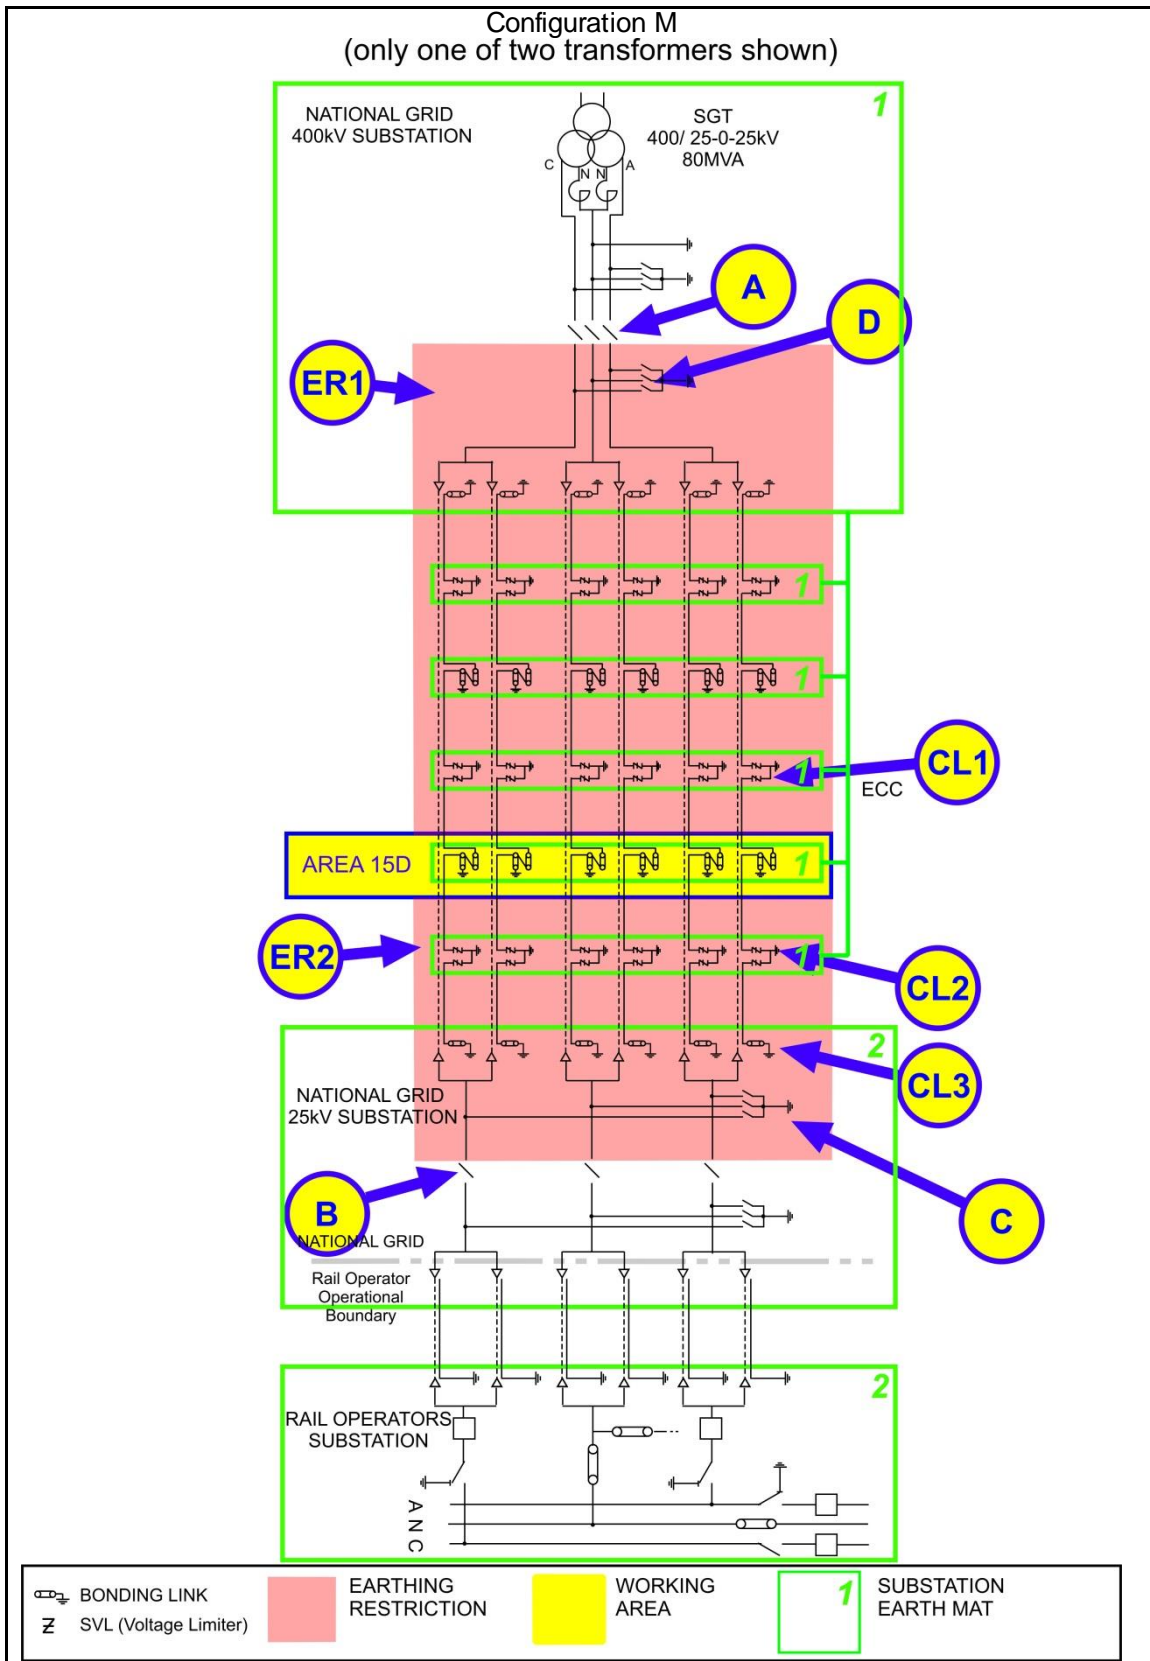 Configuration M
(only one of two transformers shown)
NATIONAL GRID
400kV SUBSTATION
SGT
400/ 25-0-25kV
80MVA
1
C
N N
A
A
D
ER1
1
1
CL1
1
ECC
AREA 15D
1
ER2
1
CL2
2
CL3
NATIONAL GRID
25kV SUBSTATION
B
C
NATIONAL GRID
Rail Operator
Operational
Boundary
2
RAIL OPERATORS
SUBSTATION
A
N
C
BONDING LINK
SVL (Voltage Limiter)
EARTHING
RESTRICTION
WORKING
AREA
1
SUBSTATION
EARTH MAT